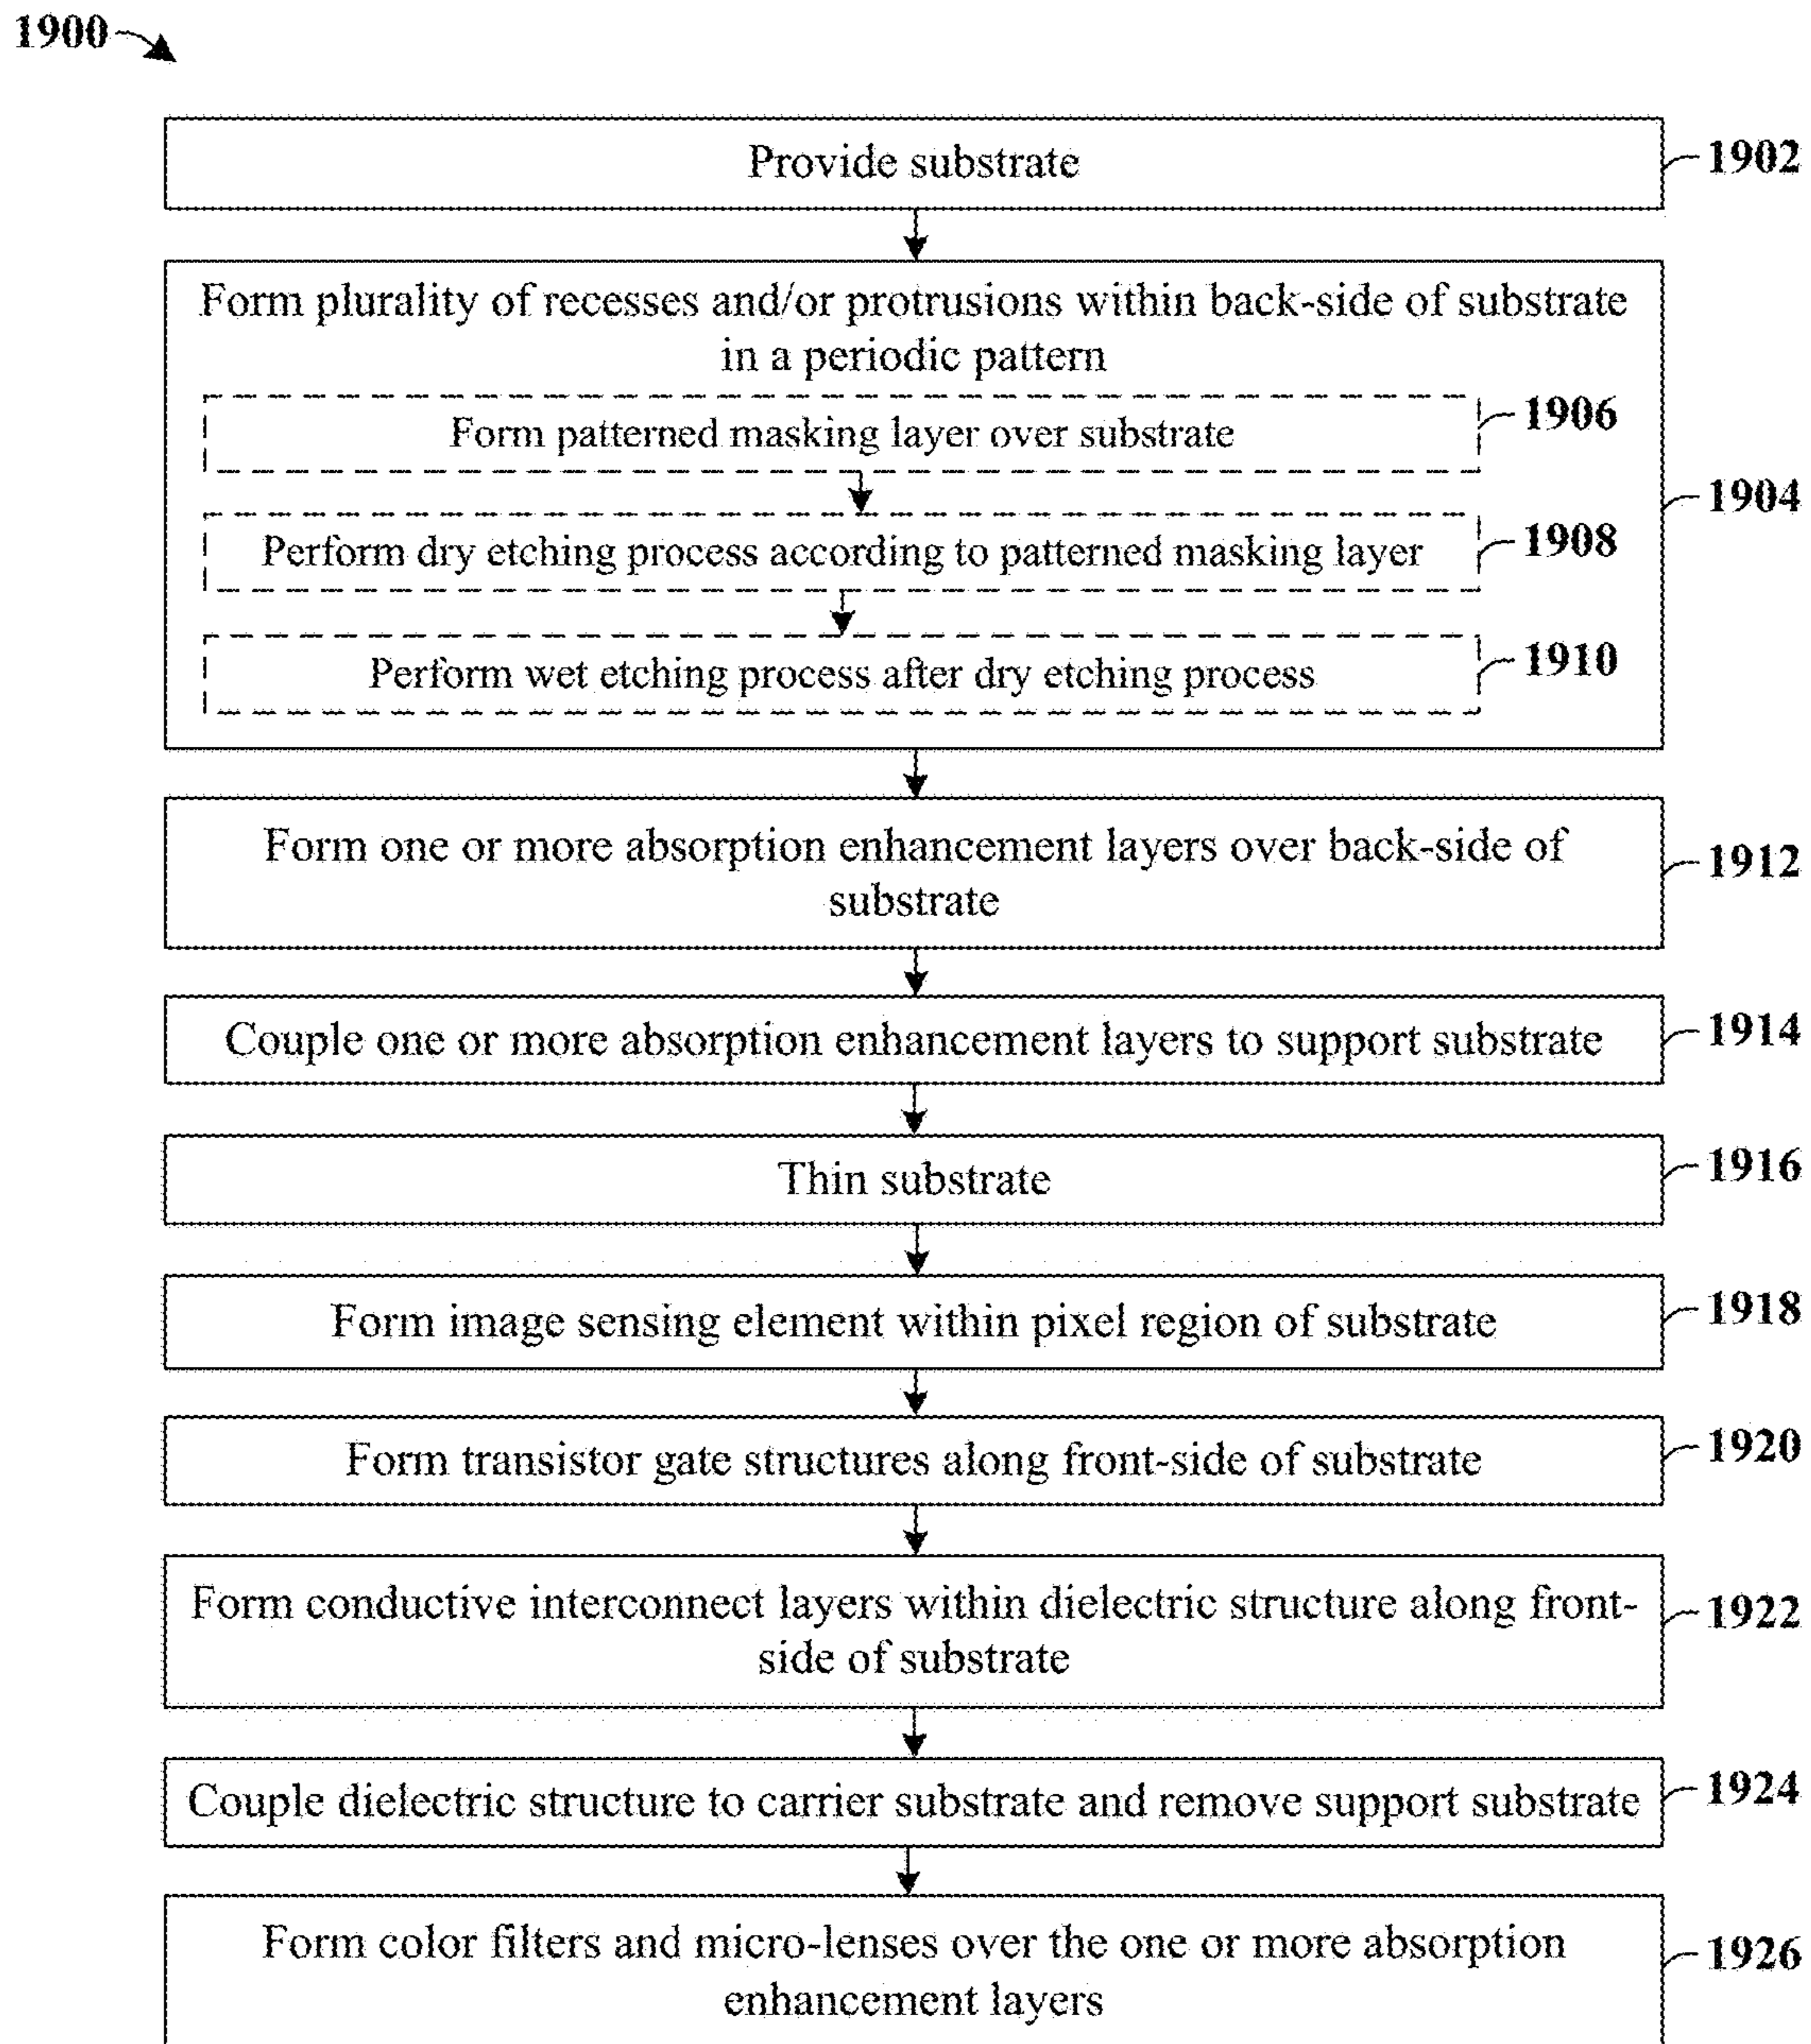 1900
Provide substrate
1902
Form plurality of recesses and/or protrusions within back-side of substrate
in a periodic pattern
Form patterned masking layer over substrate
1906
1904
Perform dry etching process according to patterned masking layer
1908
Perform wet etching process after dry etching process
1910
Form one or more absorption enhancement layers over back-side of
substrate
1912
Couple one or more absorption enhancement layers to support substrate
1914
Thin substrate
1916
Form image sensing element within pixel region of substrate
1918
Form transistor gate structures along front-side of substrate
1920
Form conductive interconnect layers within dielectric structure along front-
side of substrate
1922
Couple dielectric structure to carrier substrate and remove support substrate
1924
Form color filters and micro-lenses over the one or more absorption
enhancement layers
1926